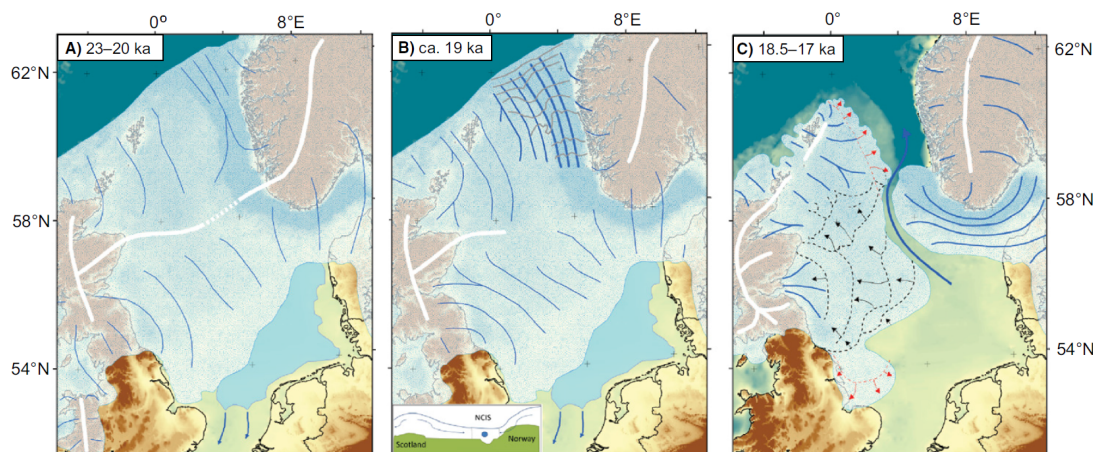 0° 8°E 0° 8°E 0° 8°E
A) 23–20 ka
B) ca. 19 ka
C) 18.5–17 ka
62°N 62°N
58°N 58°N
54°N 54°N
NCIS
Scotland Norway